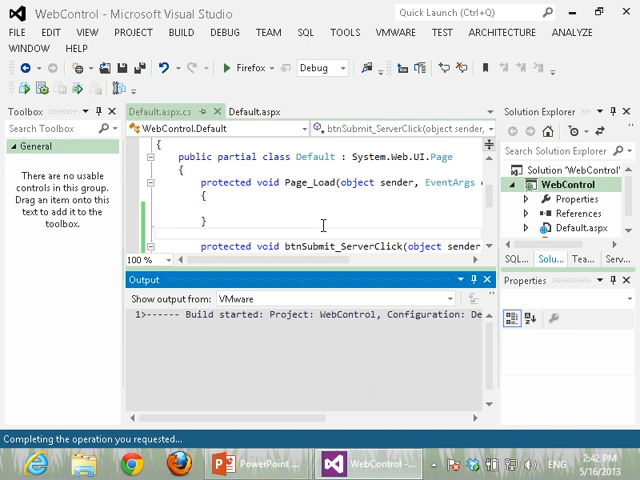 WebControl - Microsoft Visual Studio
Quick Launch (Ctrl+Q)
FILE EDIT VIEW PROJECT BUILD DEBUG TEAM SQL TOOLS VMWARE TEST ARCHITECTURE ANALYZE
WINDOW HELP
Firefox Debug
Toolbox
Search Toolbox
General
There are no usable
controls in this group.
Drag an item onto this
text to add it to the
toolbox.
Default.aspx.cs Default.aspx
WebControl.Default btnSubmit_ServerClick(object sender,
{
public partial class Default : System.Web.UI.Page
{
protected void Page_Load(object sender, EventArgs e
{
}
protected void btnSubmit_ServerClick(object sender
100 %
Output
Show output from: VMware
1>------ Build started: Project: WebControl, Configuration: De
Solution Explorer
Search Solution Explorer
Solution 'WebControl'
WebControl
Properties
References
Default.aspx
SQL... Solu... Tea... Serv...
Properties
Completing the operation you requested...
PowerPoint ...
WebControl -...
ENG
2:42 PM
5/16/2013